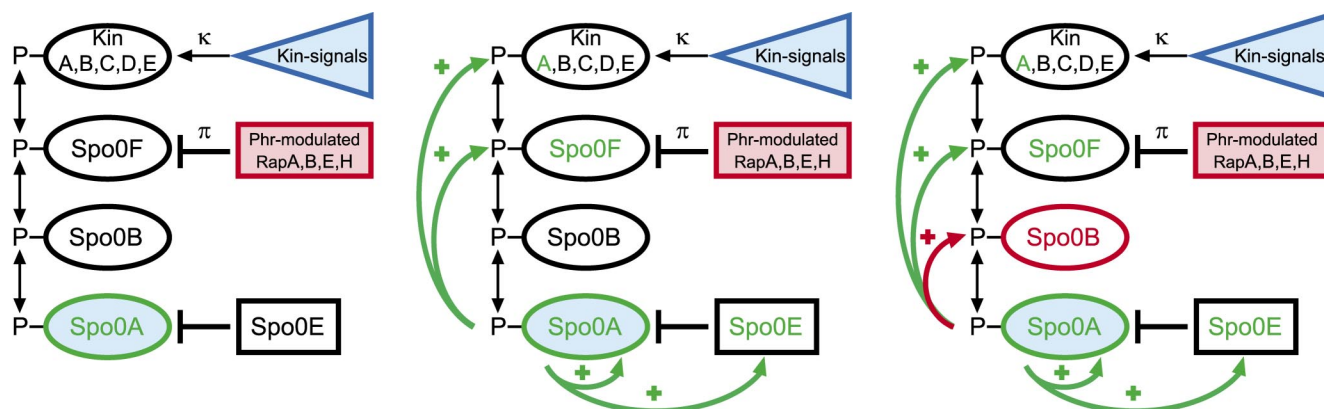 P
Kin
A,B,C,D,E
κ
Kin-signals
P
Spo0F
π
Phr-modulated
RapA,B,E,H
P
Spo0B
P
Spo0A
Spo0E
P
Kin
A,B,C,D,E
κ
Kin-signals
+
P
Spo0F
π
Phr-modulated
RapA,B,E,H
+
P
Spo0B
P
Spo0A
Spo0E
+
+
P
Kin
A,B,C,D,E
κ
Kin-signals
+
P
Spo0F
π
Phr-modulated
RapA,B,E,H
+
P
Spo0B
+
P
Spo0A
Spo0E
+
+